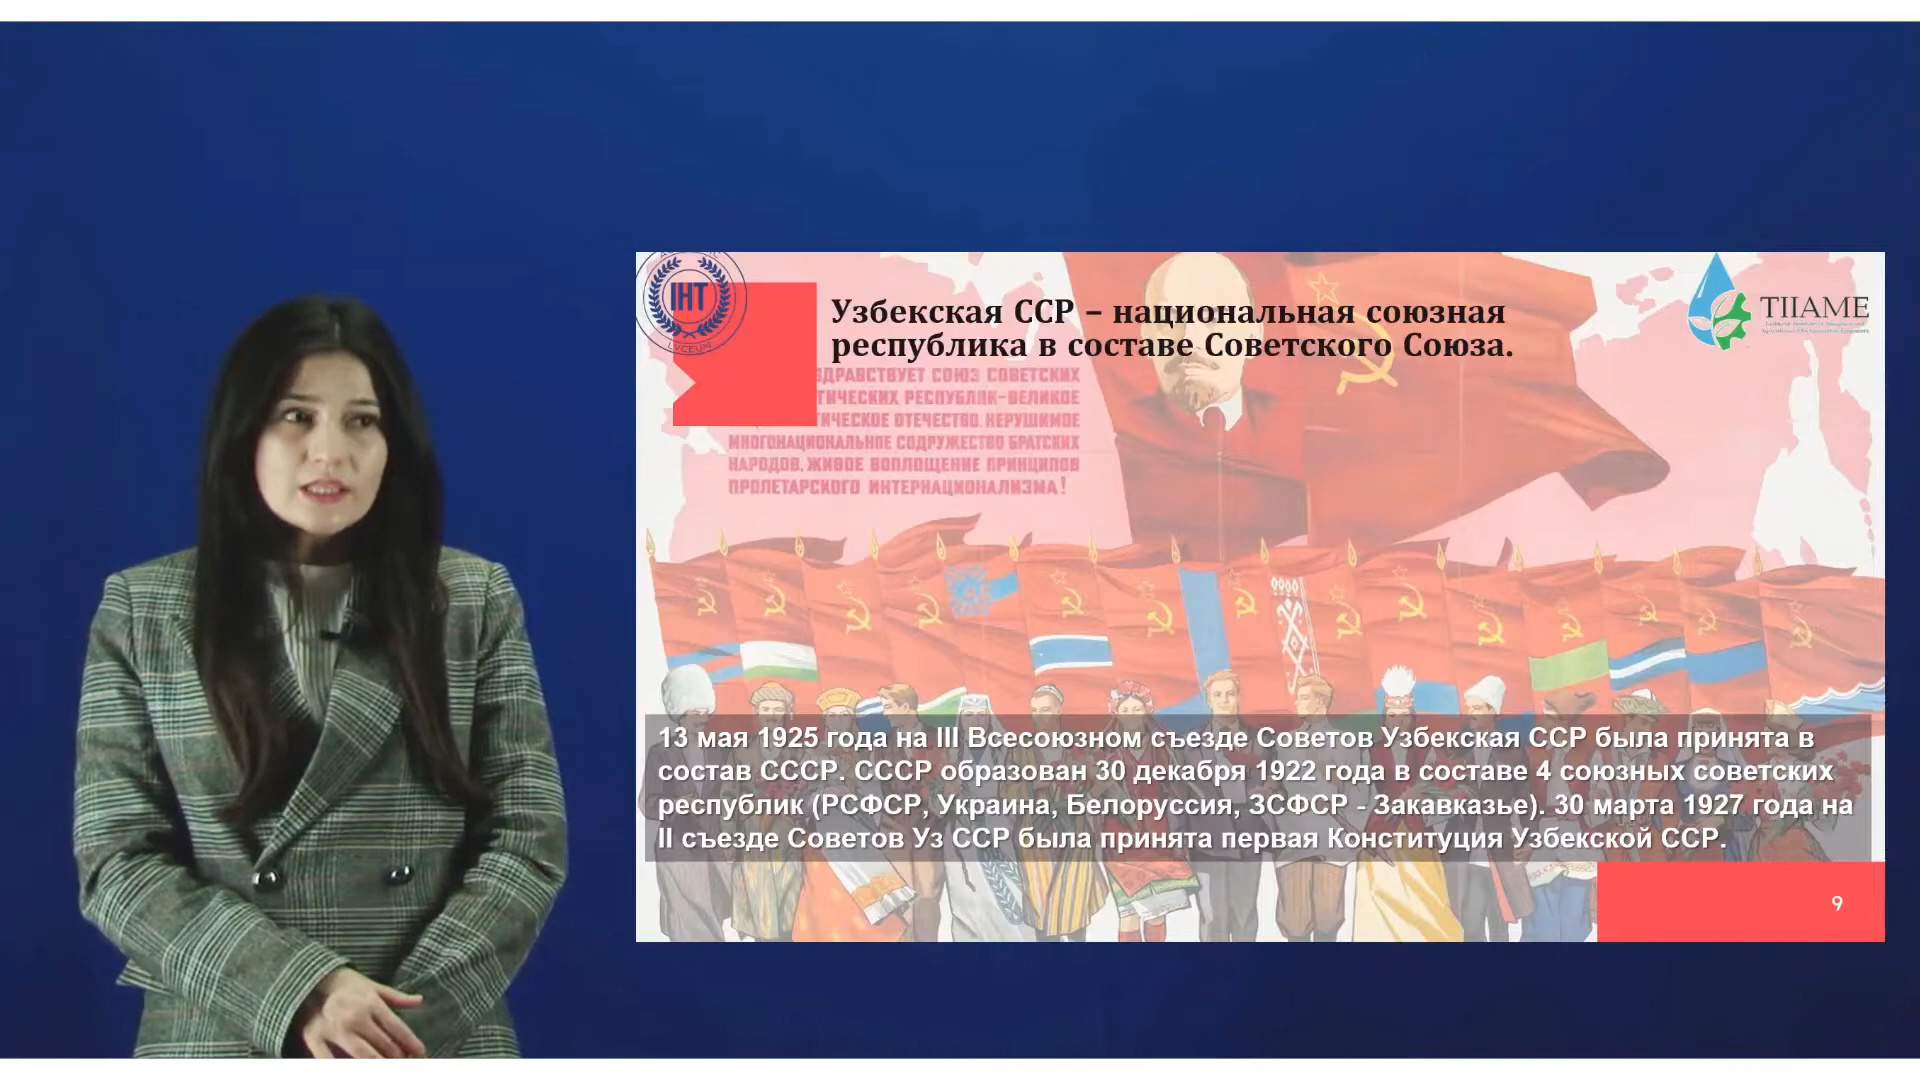 IHT
LYCEUM
Узбекская ССР – национальная союзная
республика в составе Советского Союза.
TIIAME
ЗДРАВСТВУЕТ СОЮЗ СОВЕТСКИХ
ТИЧЕСКИХ РЕСПУБЛИК-ВЕЛИКОЕ
ТИЧЕСКОЕ ОТЕЧЕСТВО, НЕРУШИМОЕ
МНОГОНАЦИОНАЛЬНОЕ СОДРУЖЕСТВО БРАТСКИХ
НАРОДОВ, ЖИВОЕ ВОПЛОЩЕНИЕ ПРИНЦИПОВ
ПРОЛЕТАРСКОГО ИНТЕРНАЦИОНАЛИЗМА!
13 мая 1925 года на III Всесоюзном съезде Советов Узбекская ССР была принята в
состав СССР. СССР образован 30 декабря 1922 года в составе 4 союзных советских
республик (РСФСР, Украина, Белоруссия, ЗСФСР - Закавказье). 30 марта 1927 года на
II съезде Советов Уз ССР была принята первая Конституция Узбекской ССР.
9